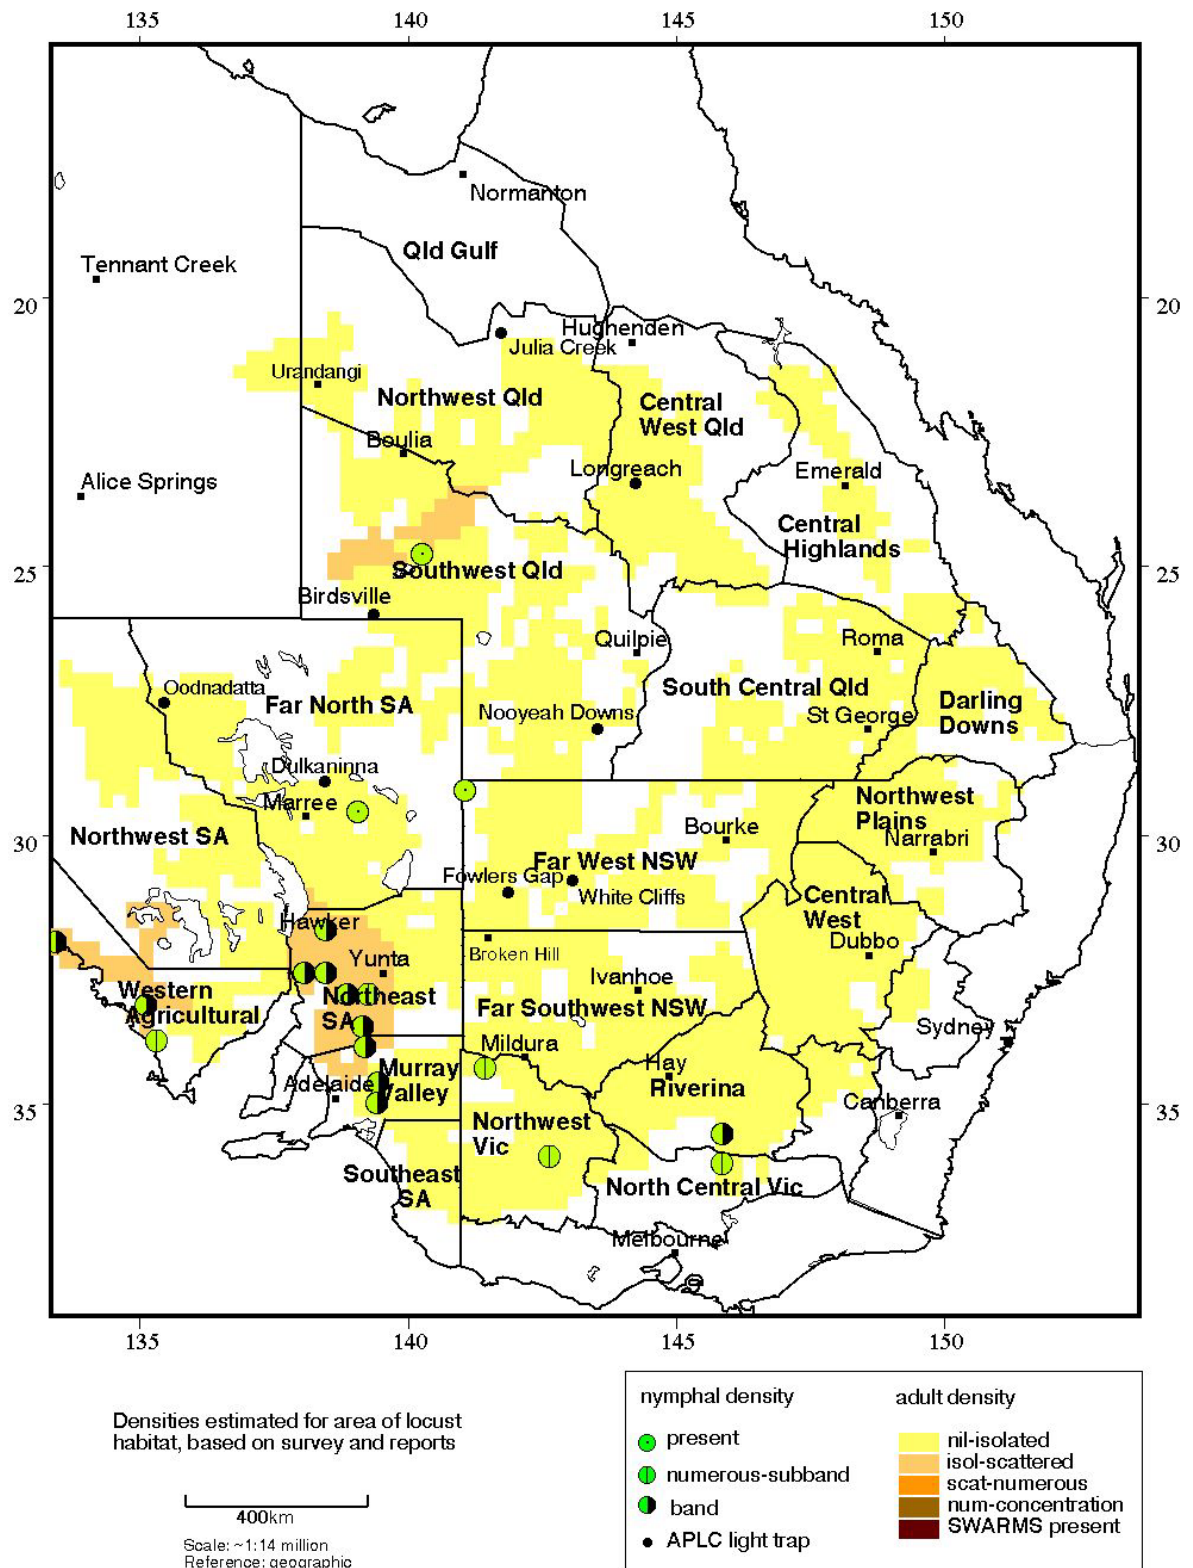 135 140 145 150
Normanton
Qld Gulf
Tennant Creek
20 20
Hughenden
Julia Creek
Urandangi
Northwest Qld
Central
West Qld
Boulia
Longreach
Emerald
Alice Springs
Central
Highlands
25 Southwest Qld 25
Birdsville
Quilpie
Roma
Oodnadatta
South Central Qld
Far North SA
Darling
Downs
Nooyeah Downs
St George
Dulkaninna
Marree
Northwest
Plains
Bourke
30 Northwest SA 30
Narrabri
Far West NSW
Fowlers Gap
White Cliffs
Central
West
Hawker
Dubbo
Broken Hill
Yunta
Ivanhoe
Western
Agricultural
Northeast
SA
Far Southwest NSW
Sydney
Mildura
Hay
Murray
Valley
Adelaide
Riverina
35 Canberra 35
Northwest
Vic
Southeast
SA
North Central Vic
Melbourne
135 140 145 150
Densities estimated for area of locust
habitat, based on survey and reports
400km
Scale: ~1:14 million
Reference: geographic
nymphal density
present
numerous-subband
band
APLC light trap
adult density
nil-isolated
isol-scattered
scat-numerous
num-concentration
SWARMS present